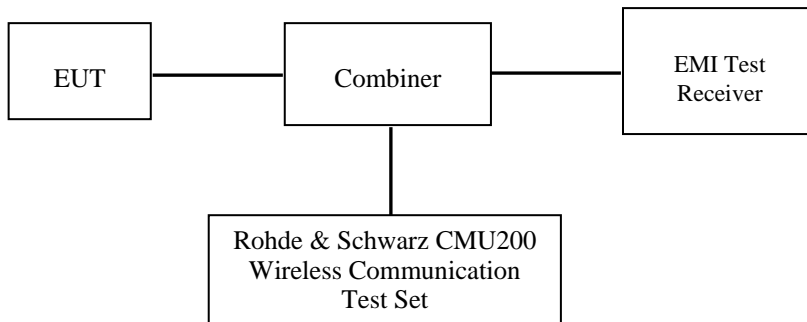 EUT
Combiner
EMI Test
Receiver
Rohde & Schwarz CMU200
Wireless Communication
Test Set